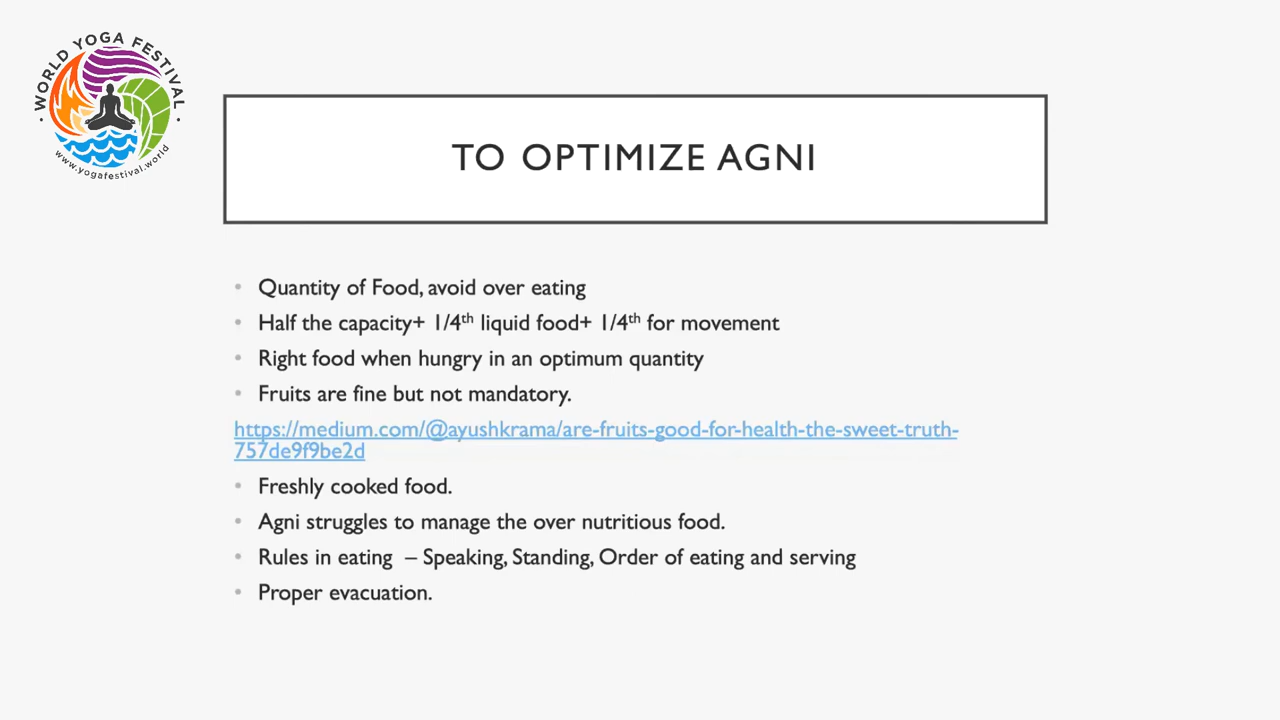 · WORLD YOGA FESTIVAL ·
www.yogafestival.world
TO OPTIMIZE AGNI
• Quantity of Food, avoid over eating
• Half the capacity+ 1/4th liquid food+ 1/4th for movement
• Right food when hungry in an optimum quantity
• Fruits are fine but not mandatory.
https://medium.com/@ayushkrama/are-fruits-good-for-health-the-sweet-truth-
757de9f9be2d
• Freshly cooked food.
• Agni struggles to manage the over nutritious food.
• Rules in eating – Speaking, Standing, Order of eating and serving
• Proper evacuation.